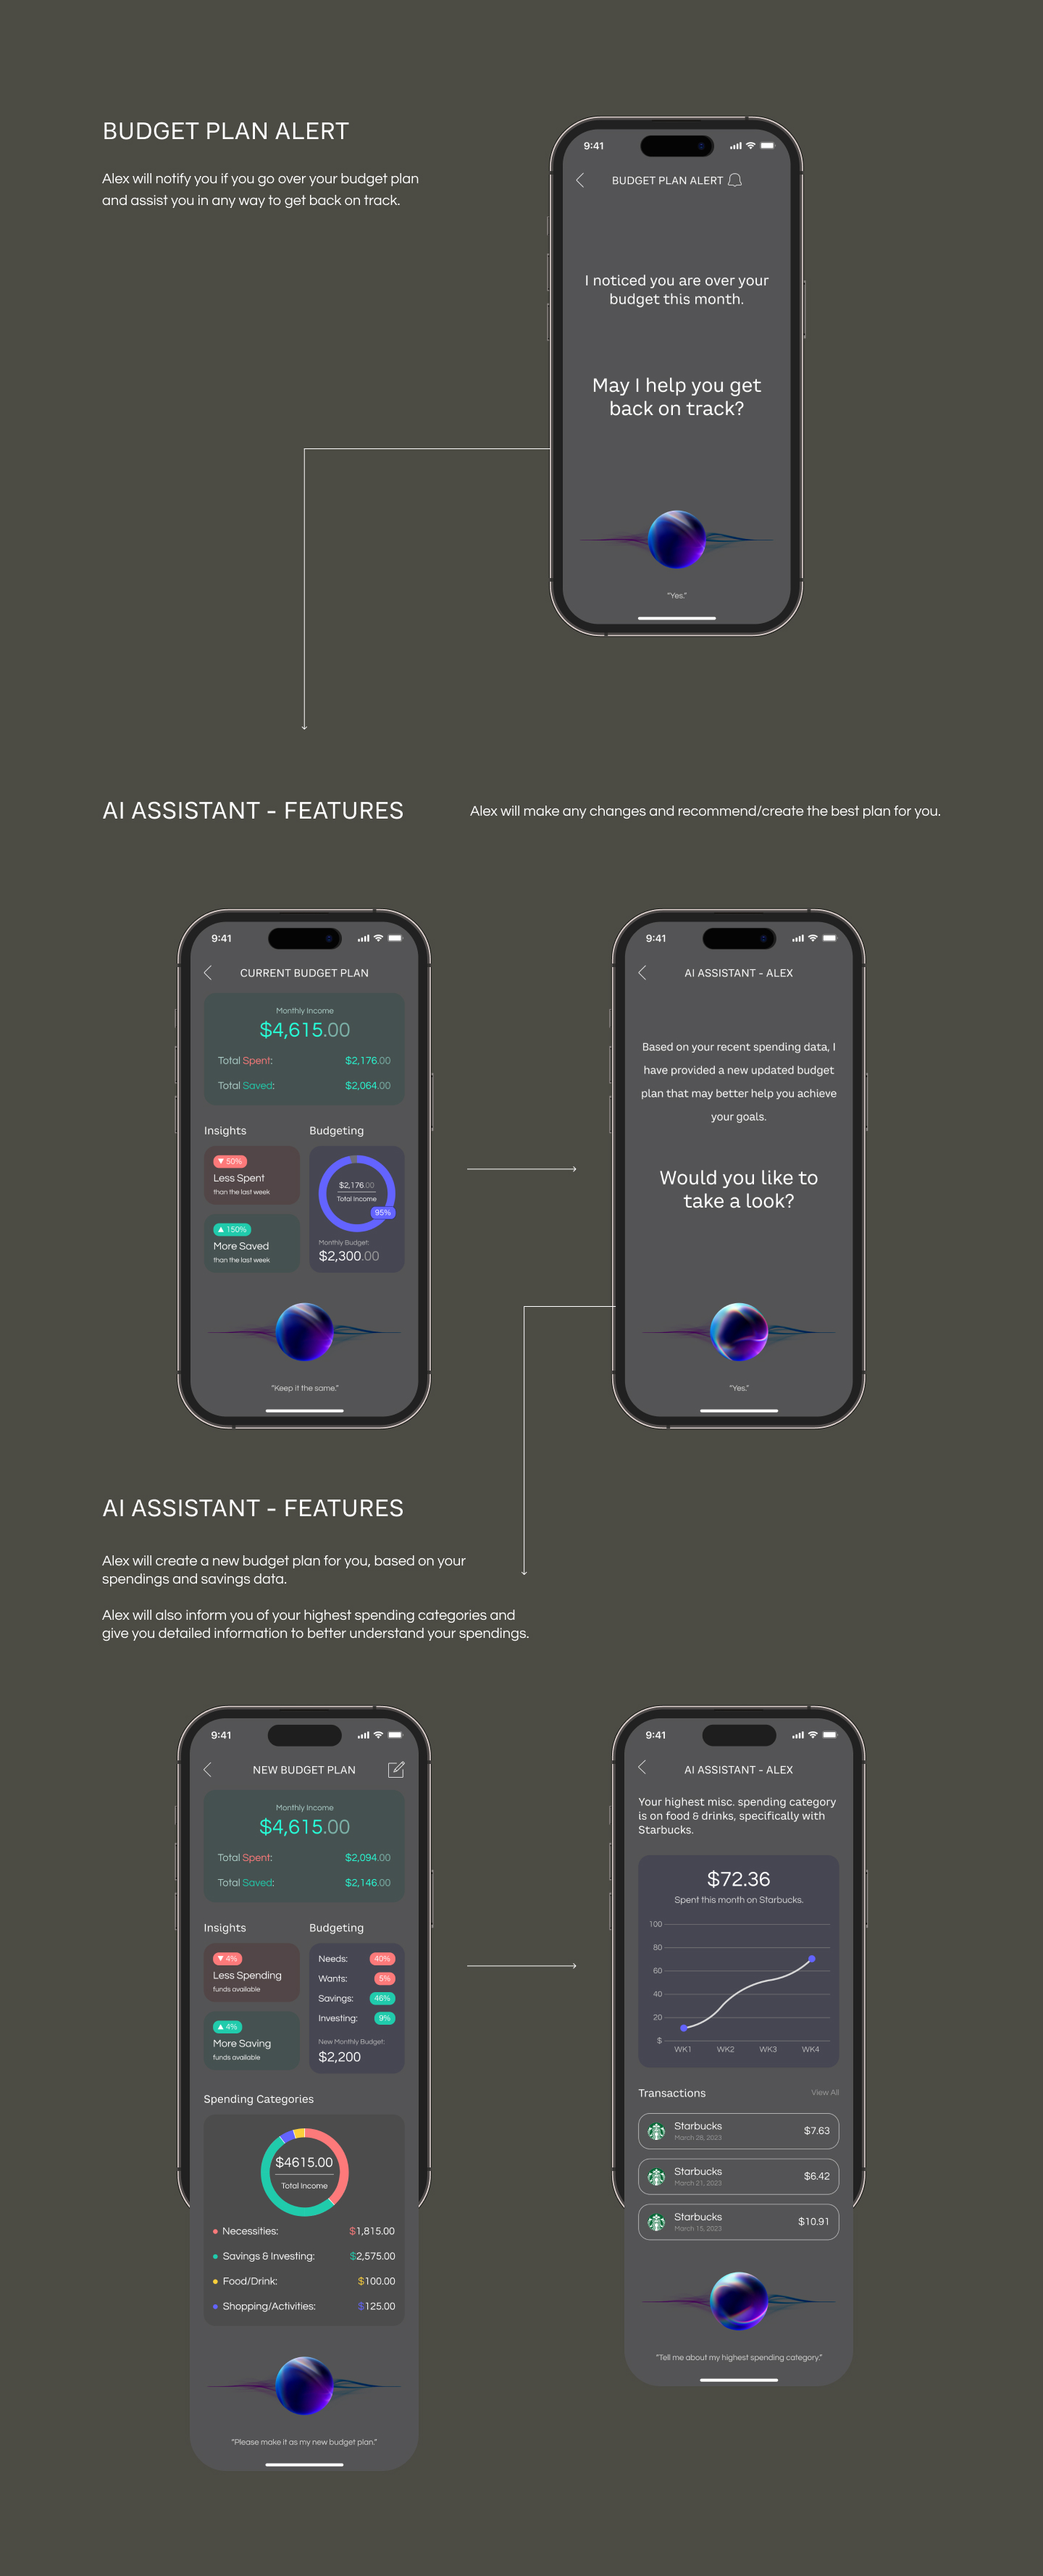 BUDGET PLAN ALERT
Alex will notify you if you go over your budget plan
and assist you in any way to get back on track.
9:41
BUDGET PLAN ALERT
I noticed you are over your
budget this month.
May I help you get
back on track?
"Yes."
AI ASSISTANT - FEATURES
Alex will make any changes and recommend/create the best plan for you.
9:41
CURRENT BUDGET PLAN
Monthly Income
$4,615.00
Total Spent: $2,176.00
Total Saved: $2,064.00
Insights
▼ 50%
Less Spent
than the last week
▲ 150%
More Saved
than the last week
Budgeting
$2,176.00
Total Income
95%
Monthly Budget:
$2,300.00
"Keep it the same."
9:41
AI ASSISTANT - ALEX
Based on your recent spending data, I
have provided a new updated budget
plan that may better help you achieve
your goals.
Would you like to
take a look?
"Yes."
AI ASSISTANT - FEATURES
Alex will create a new budget plan for you, based on your
spendings and savings data.
Alex will also inform you of your highest spending categories and
give you detailed information to better understand your spendings.
9:41
NEW BUDGET PLAN
Monthly Income
$4,615.00
Total Spent: $2,094.00
Total Saved: $2,146.00
Insights
▼ 4%
Less Spending
funds available
▲ 4%
More Saving
funds available
Budgeting
Needs: 40%
Wants: 5%
Savings: 46%
Investing: 9%
New Monthly Budget:
$2,200
Spending Categories
$4615.00
Total Income
Necessities: $1,815.00
Savings & Investing: $2,575.00
Food/Drink: $100.00
Shopping/Activities: $125.00
"Please make it as my new budget plan."
9:41
AI ASSISTANT - ALEX
Your highest misc. spending category
is on food & drinks, specifically with
Starbucks.
$72.36
Spent this month on Starbucks.
100
80
60
40
20
$
WK1 WK2 WK3 WK4
Transactions View All
Starbucks
March 26, 2023
$7.63
Starbucks
March 21, 2023
$6.42
Starbucks
March 15, 2023
$10.91
"Tell me about my highest spending category."